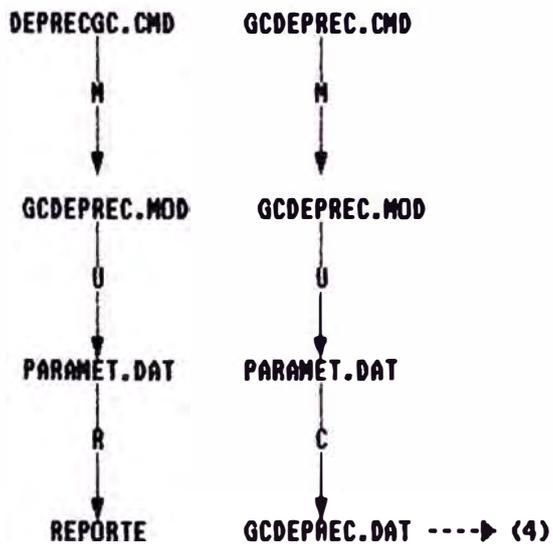 DEPRECGC.CMD GCDEPREC.CMD
M M
GCDEPREC.MOD GCDEPREC.MOD
U U
PARAMET.DAT PARAMET.DAT
R C
REPORTE GCDEPREC.DAT ----> (4)